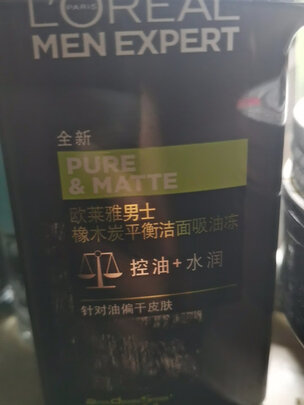 L'ORÉAL
PARIS
MEN EXPERT
全新
PURE
& MATTE
欧莱雅男士
橡木炭平衡洁面吸油冻
控油+水润
针对油偏干皮肤